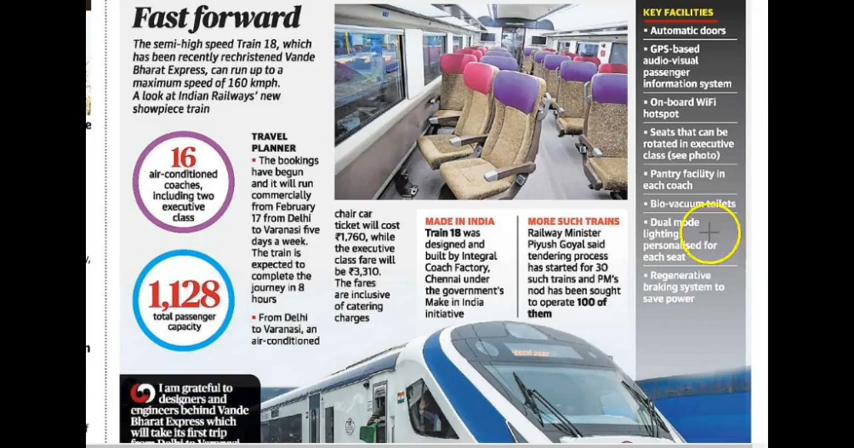 Fast forward
The semi-high speed Train 18, which
has been recently rechristened Vande
Bharat Express, can run up to a
maximum speed of 160 kmph.
A look at Indian Railways' new
showpiece train
16
air-conditioned
coaches,
including two
executive
class
1,128
total passenger
capacity
TRAVEL
PLANNER
▪ The bookings
have begun
and it will run
commercially
from February
17 from Delhi
to Varanasi five
days a week.
The train is
expected to
complete the
journey in 8
hours
▪ From Delhi
to Varanasi, an
air-conditioned
chair car
ticket will cost
₹1,760, while
the executive
class fare will
be ₹3,310.
The fares
are inclusive
of catering
charges
MADE IN INDIA
Train 18 was
designed and
built by Integral
Coach Factory,
Chennai under
the government's
Make in India
initiative
MORE SUCH TRAINS
Railway Minister
Piyush Goyal said
tendering process
has started for 30
such trains and PM's
nod has been sought
to operate 100 of
them
KEY FACILITIES
▪ Automatic doors
▪ GPS-based
audio-visual
passenger
information system
▪ On-board WiFi
hotspot
▪ Seats that can be
rotated in executive
class (see photo)
▪ Pantry facility in
each coach
▪ Bio-vacuum toilets
▪ Dual mode
lighting,
personalised for
each seat
▪ Regenerative
braking system to
save power
I am grateful to
designers and
engineers behind Vande
Bharat Express which
will take its first trip
from Delhi to Varanasi